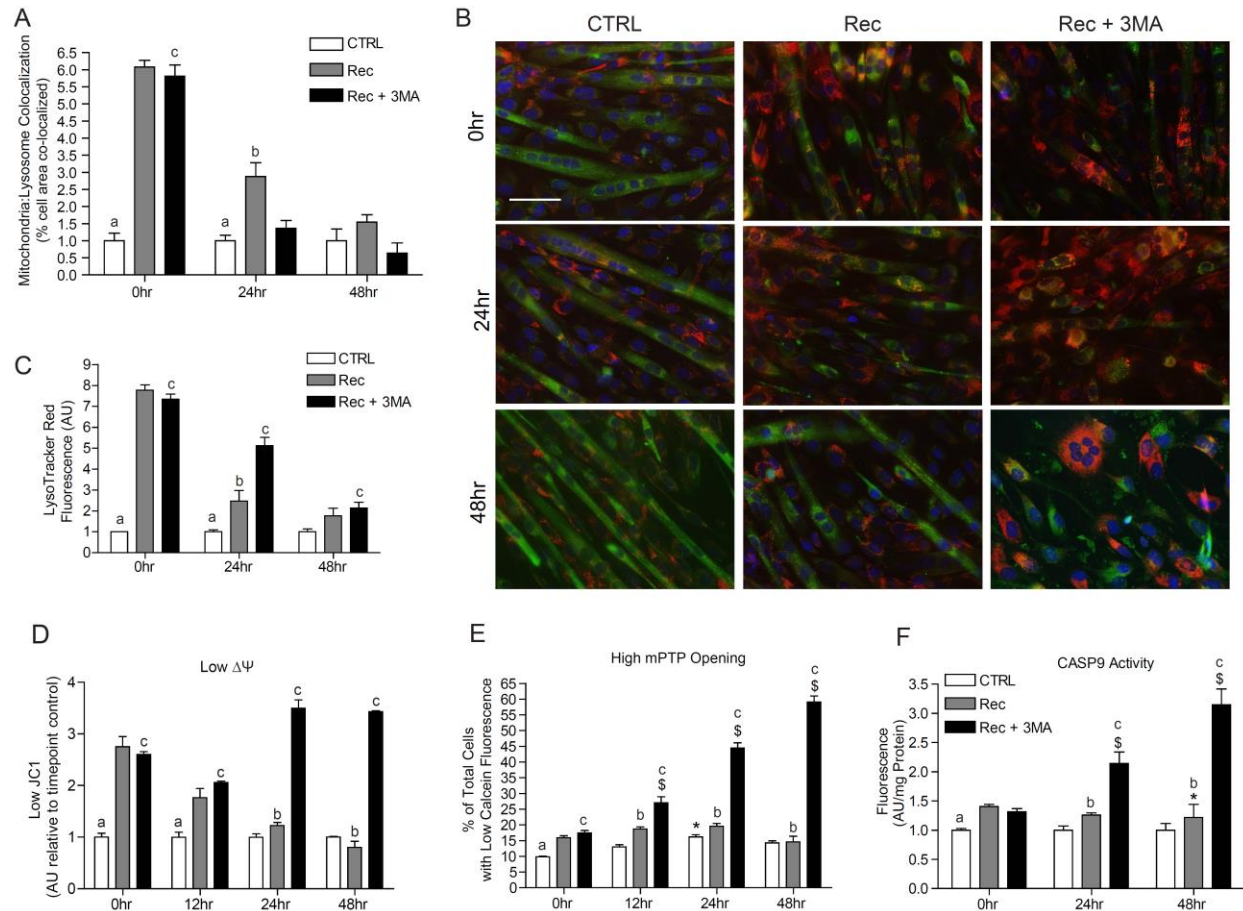 A
Mitochondria:Lysosome Colocalization
(% cell area co-localized)
6.5
6.0
5.5
5.0
4.5
4.0
3.5
3.0
2.5
2.0
1.5
1.0
0.5
0.0
a
c
a
b
CTRL
Rec
Rec + 3MA
0hr
24hr
48hr
B
CTRL
Rec
Rec + 3MA
0hr
24hr
48hr
C
LysoTracker Red
Fluorescence (AU)
9
8
7
6
5
4
3
2
1
a
c
a
b
c
c
CTRL
Rec
Rec + 3MA
0hr
24hr
48hr
D
Low ΔΨ
Low JC1
(AU relative to timepoint control)
4
3
2
1
0
a
c
a
c
b
c
b
c
0hr
12hr
24hr
48hr
E
High mPTP Opening
% of Total Cells
with Low Calcein Fluorescence
65
60
55
50
45
40
35
30
25
20
15
10
0
a
c
b
c
$
*
b
c
$
b
c
$
0hr
12hr
24hr
48hr
F
CASP9 Activity
Fluorescence
(AU/mg Protein)
3.5
3.0
2.5
2.0
1.5
1.0
0.5
0.0
CTRL
Rec
Rec + 3MA
a
b
c
$
b
*
c
$
0hr
24hr
48hr